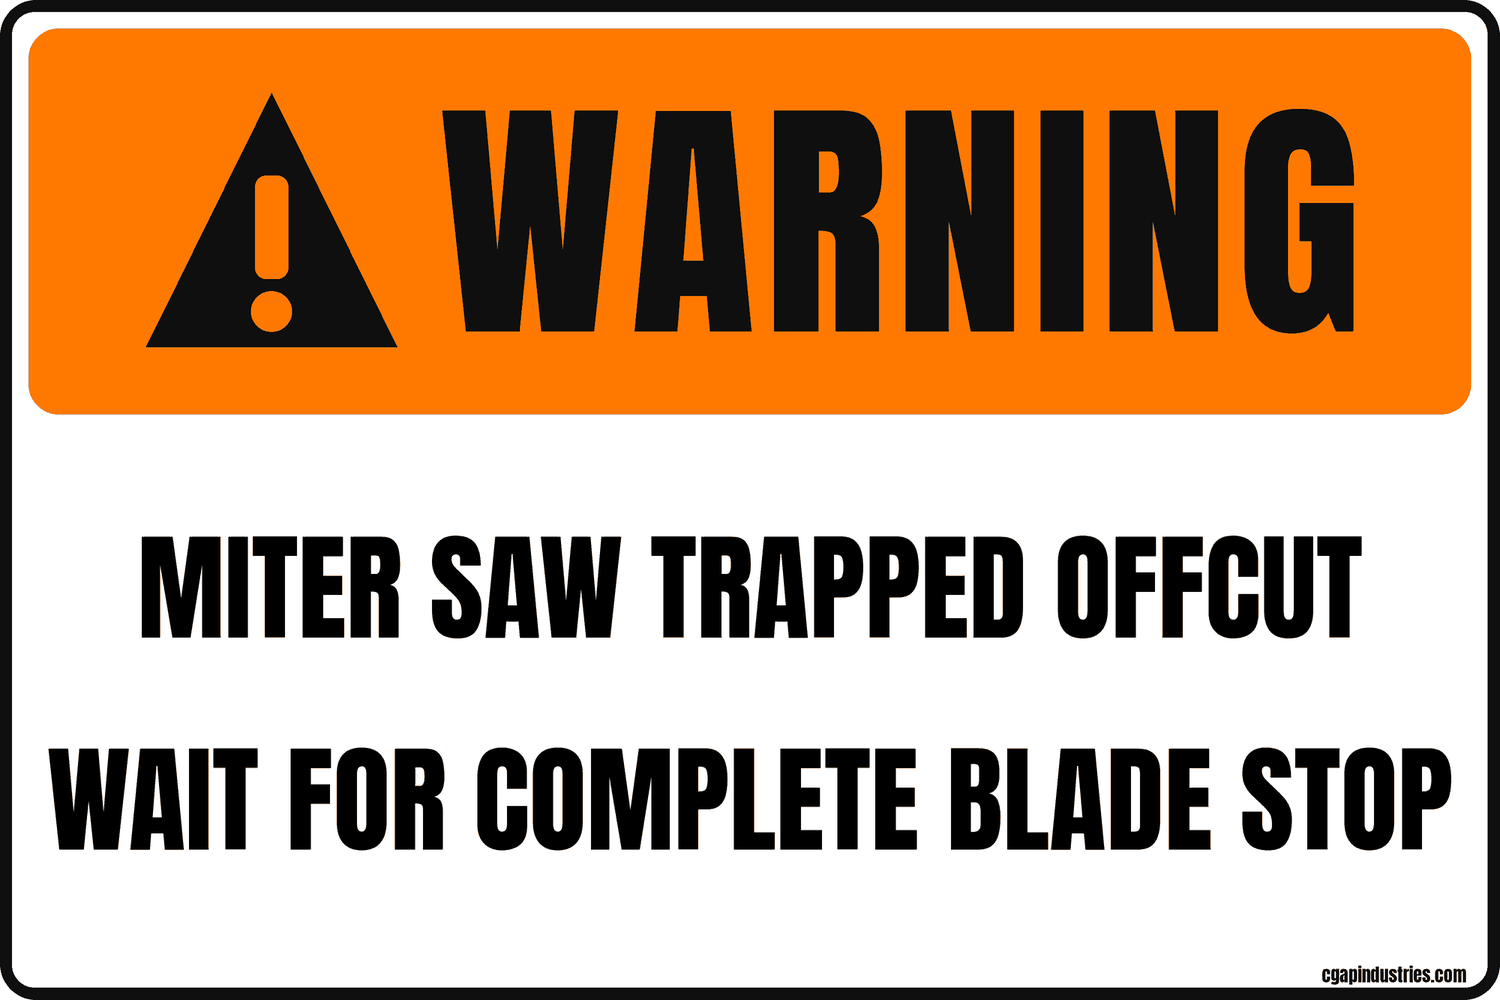 WARNING
MITER SAW TRAPPED OFFCUT
WAIT FOR COMPLETE BLADE STOP
cgapindustries.com